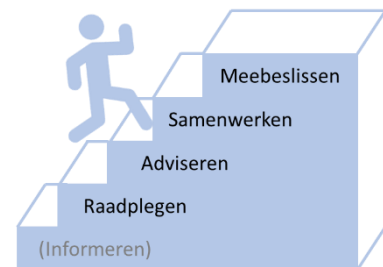 Meebeslissen
Samenwerken
Adviseren
Raadplegen
(Informeren)